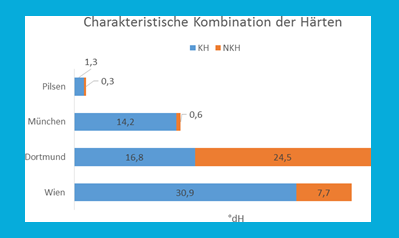 Charakteristische Kombination der Härten
KH NKH
1,3
Pilsen 0,3
München 14,2 0,6
Dortmund 16,8 24,5
Wien 30,9 7,7
°dH